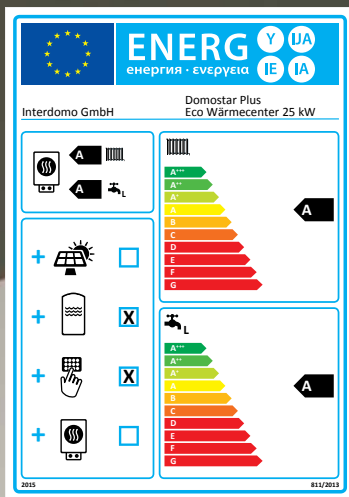 ENERG Y IJA
енергия · ενεργεια IE IA
Interdomo GmbH
Domostar Plus
Eco Wärmecenter 25 kW
A
A
L
A+++
A++
A+
A
B
C
D
E
F
G
A
+
+ X
+ X
+
L
A+++
A++
A+
A
B
C
D
E
F
G
A
2015
811/2013